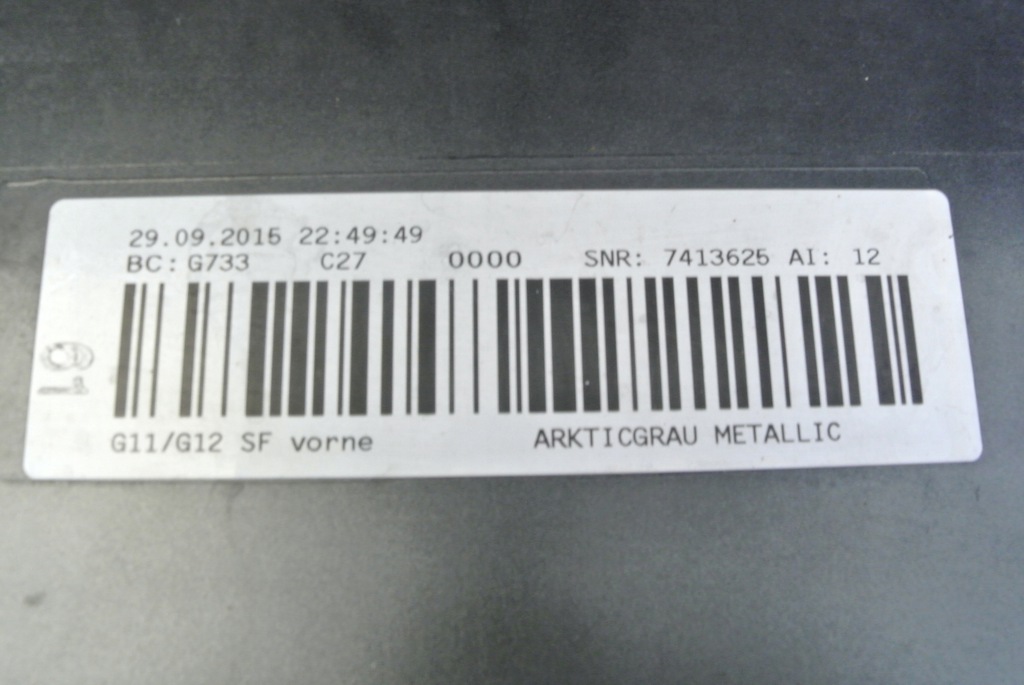 29.09.2015 22:49:49
BC: G733 C27 0000 SNR: 7413625 AI: 12
G11/G12 SF vorne ARKTICGRAU METALLIC